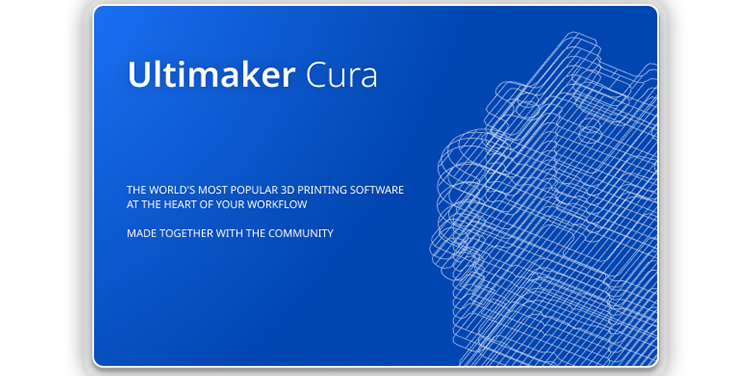 Ultimaker Cura
THE WORLD'S MOST POPULAR 3D PRINTING SOFTWARE
AT THE HEART OF YOUR WORKFLOW
MADE TOGETHER WITH THE COMMUNITY